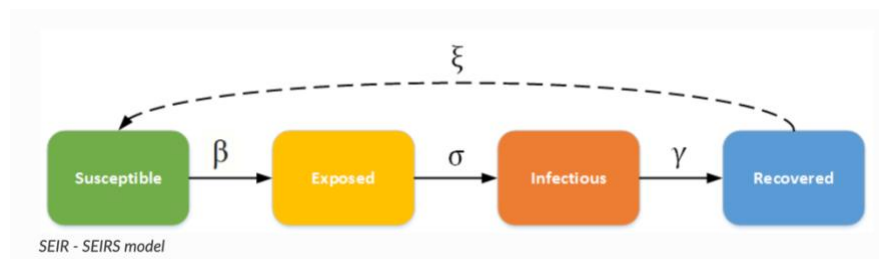 ξ
β
σ
γ
Susceptible
Exposed
Infectious
Recovered
SEIR - SEIRS model